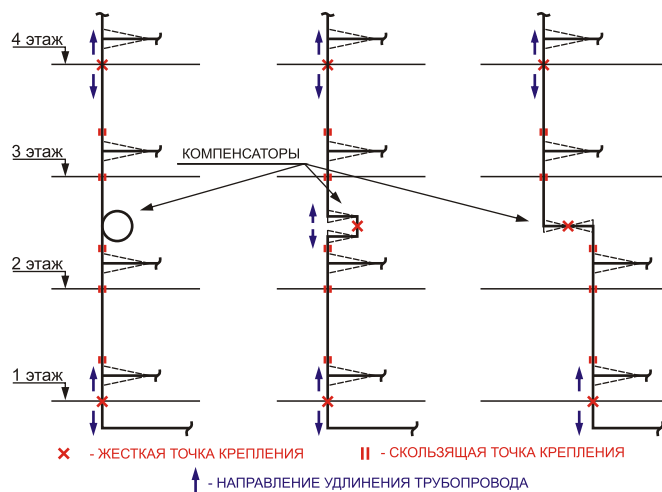 4 этаж
3 этаж
КОМПЕНСАТОРЫ
2 этаж
1 этаж
- ЖЕСТКАЯ ТОЧКА КРЕПЛЕНИЯ
- СКОЛЬЗЯЩАЯ ТОЧКА КРЕПЛЕНИЯ
- НАПРАВЛЕНИЕ УДЛИНЕНИЯ ТРУБОПРОВОДА